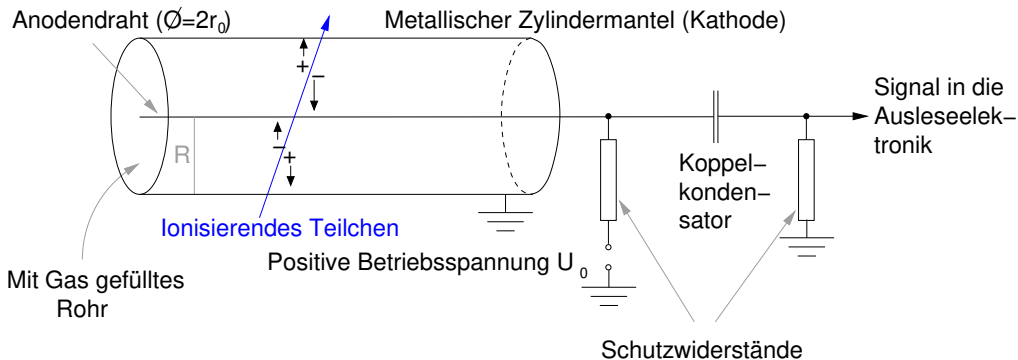 Anodendraht (Ø=2r₀)
Metallischer Zylindermantel (Kathode)
+
−
−
+
R
Signal in die
Ausleseelek−
tronik
Koppel−
konden−
sator
Ionisierendes Teilchen
Positive Betriebsspannung U₀
Mit Gas gefülltes
Rohr
Schutzwiderstände